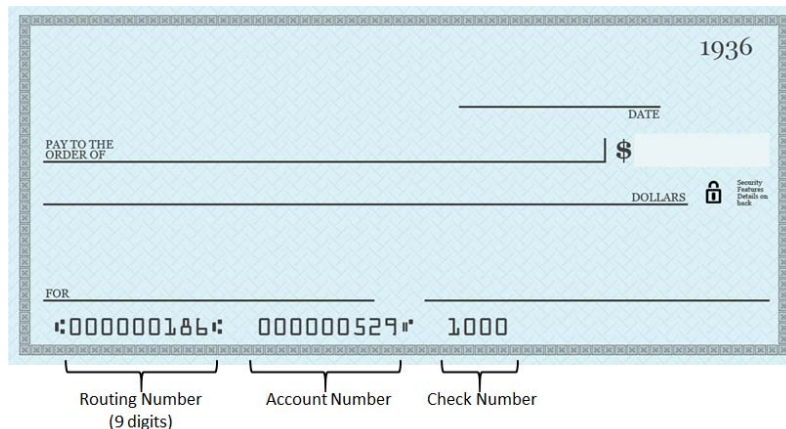 1936
DATE
PAY TO THE
ORDER OF
$
DOLLARS
Security
Features
Details on
back
FOR
⑆000000186⑆ 000000529⑈ 1000
Routing Number
(9 digits)
Account Number
Check Number